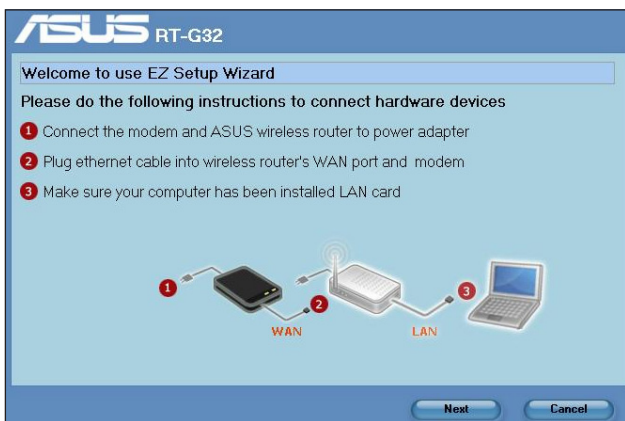 ASUS RT-G32
Welcome to use EZ Setup Wizard
Please do the following instructions to connect hardware devices
1 Connect the modem and ASUS wireless router to power adapter
2 Plug ethernet cable into wireless router's WAN port and modem
3 Make sure your computer has been installed LAN card
1
2
3
WAN
LAN
Next
Cancel